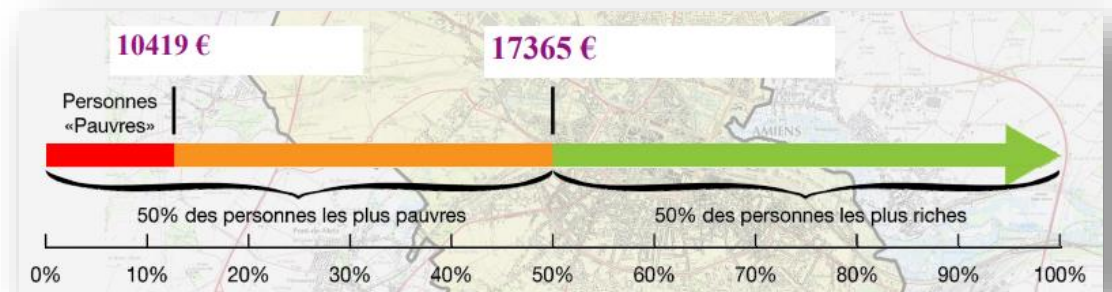 10419 €
17365 €
Personnes
«Pauvres»
AMIENS
50% des personnes les plus pauvres
50% des personnes les plus riches
0% 10% 20% 30% 40% 50% 60% 70% 80% 90% 100%